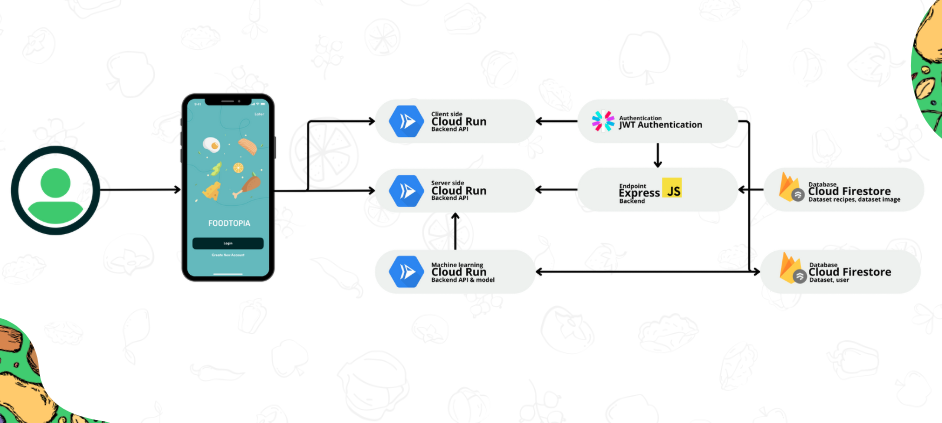 FOODTOPIA
Login
Create New Account
Client side
Cloud Run
Backend API
Server side
Cloud Run
Backend API
Machine learning
Cloud Run
Backend API & model
Authentication
JWT Authentication
Endpoint
Express
Backend
JS
Database
Cloud Firestore
Dataset recipes, dataset image
Database
Cloud Firestore
Dataset, user